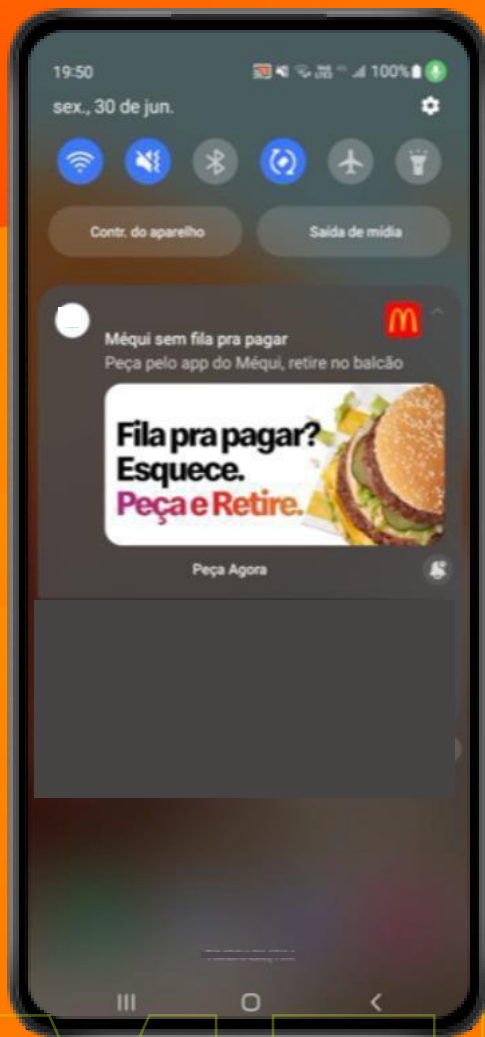 19:50
100%
sex., 30 de jun.
Contr. do aparelho
Saída de mídia
Méqui sem fila pra pagar
Peça pelo app do Méqui, retire no balcão
Fila pra pagar?
Esquece.
Peça e Retire.
Peça Agora